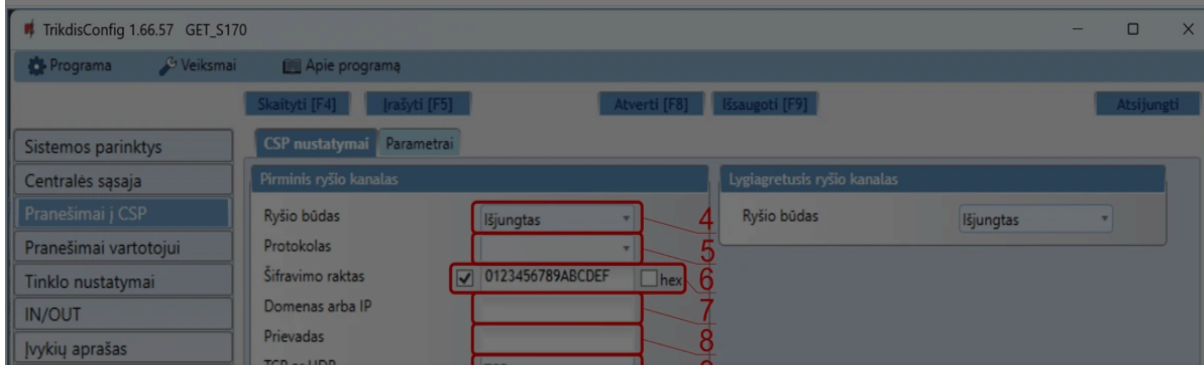 TrikdisConfig 1.66.57 GET_S170
Programa Veiksmai Apie programą
Skaityti [F4] Įrašyti [F5] Atverti [F8] Išsaugoti [F9] Atsijungti
Sistemos parinktys
Centralės sąsaja
Pranešimai į CSP
Pranešimai vartotojui
Tinklo nustatymai
IN/OUT
Įvykių aprašas
CSP nustatymai Parametrai
Pirminis ryšio kanalas
Ryšio būdas Išjungtas 4
Protokolas 5
Šifravimo raktas 0123456789ABCDEF hex 6
Domenas arba IP 7
Prievadas 8
Lygiagretusis ryšio kanalas
Ryšio būdas Išjungtas